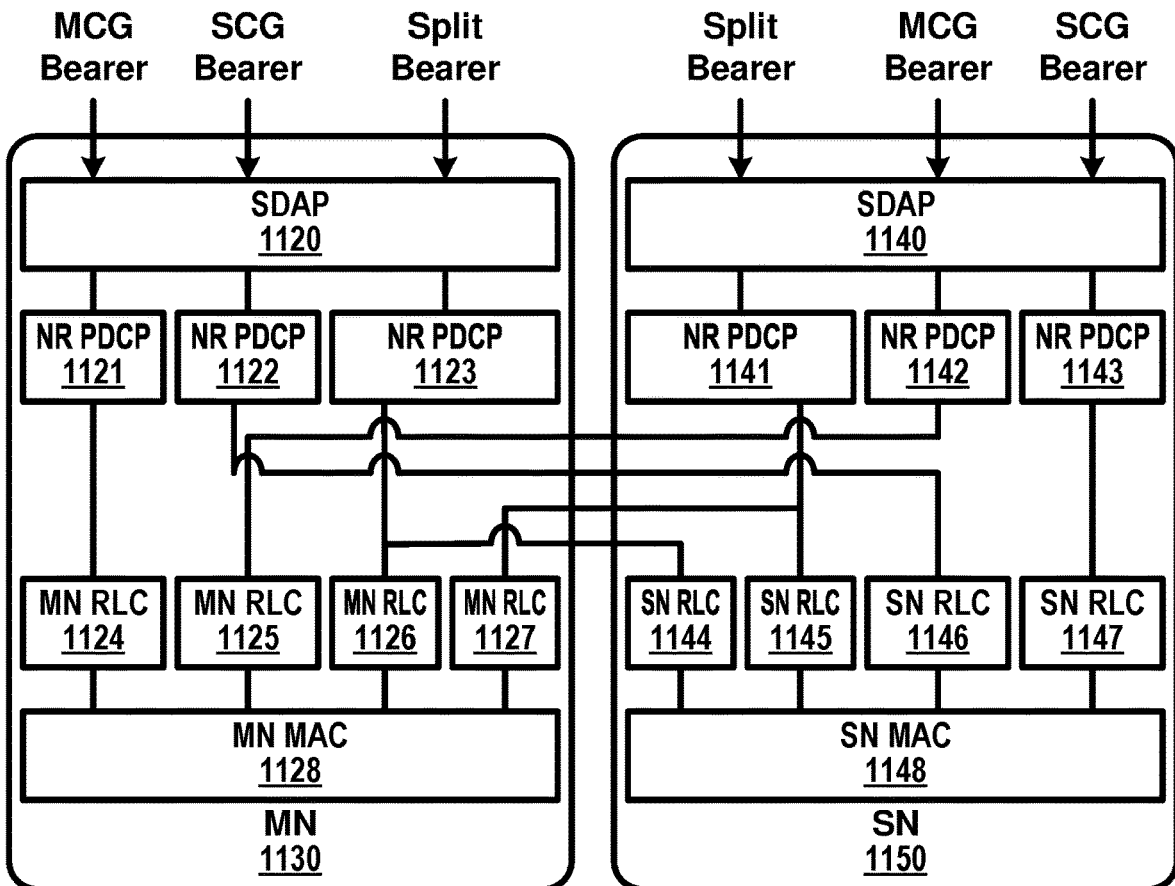 MCG Bearer
SCG Bearer
Split Bearer
Split Bearer
MCG Bearer
SCG Bearer
SDAP
1120
SDAP
1140
NR PDCP
1121
NR PDCP
1122
NR PDCP
1123
NR PDCP
1141
NR PDCP
1142
NR PDCP
1143
MN RLC
1124
MN RLC
1125
MN RLC
1126
MN RLC
1127
SN RLC
1144
SN RLC
1145
SN RLC
1146
SN RLC
1147
MN MAC
1128
SN MAC
1148
MN
1130
SN
1150